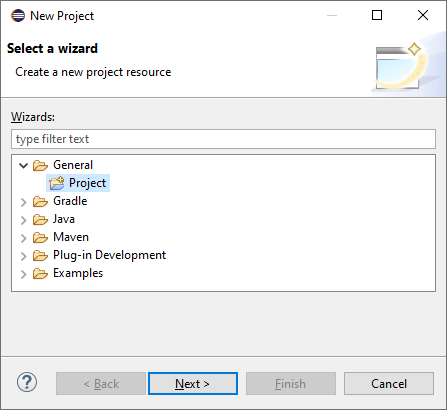 New Project
Select a wizard
Create a new project resource
Wizards:
type filter text
General
Project
Gradle
Java
Maven
Plug-in Development
Examples
?
< Back
Next >
Finish
Cancel